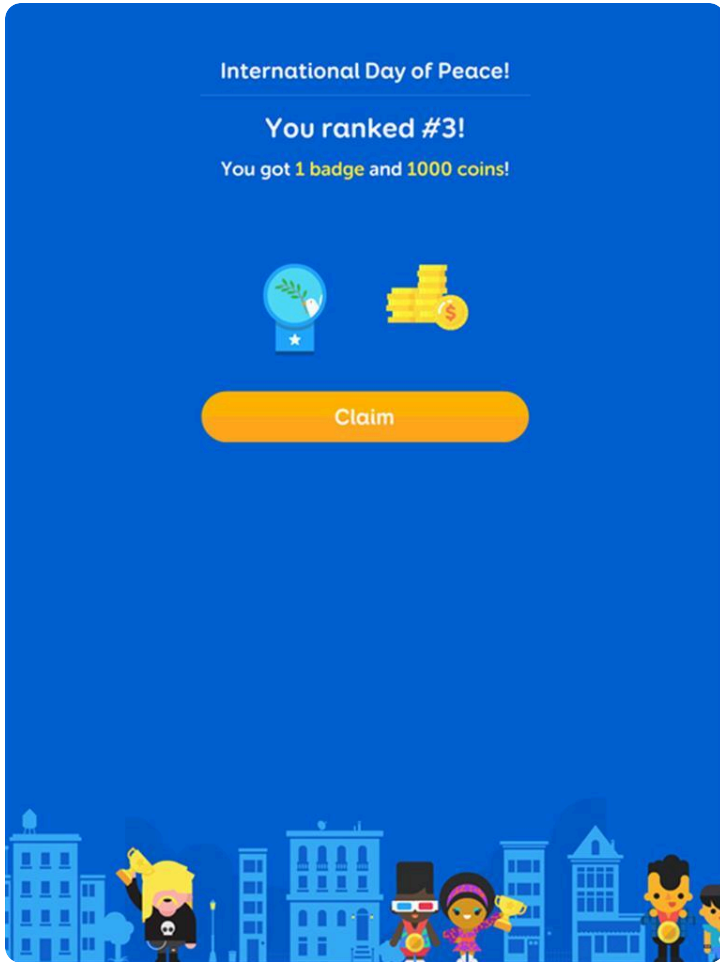 International Day of Peace!
You ranked #3!
You got 1 badge and 1000 coins!
$
Claim